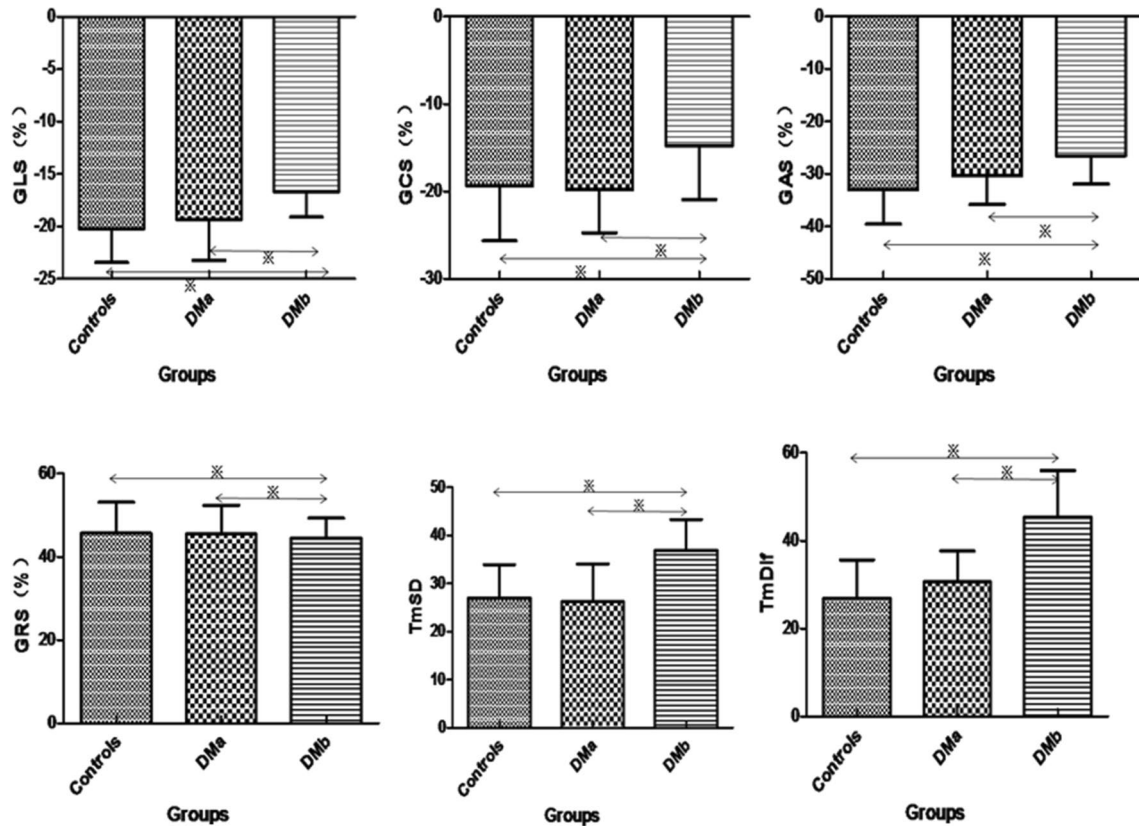 0
-5
-10
-15
-20
-25
GLS (%)
※
※
Controls
DMa
DMb
Groups
0
-10
-20
-30
GCS (%)
※
※
Controls
DMa
DMb
Groups
0
-10
-20
-30
-40
-50
GAS (%)
※
※
Controls
DMa
DMb
Groups
60
40
20
0
GRS (%)
※
※
Controls
DMa
DMb
Groups
50
40
30
20
10
0
TmSD
※
※
Controls
DMa
DMb
Groups
60
40
20
0
TmDif
※
※
Controls
DMa
DMb
Groups